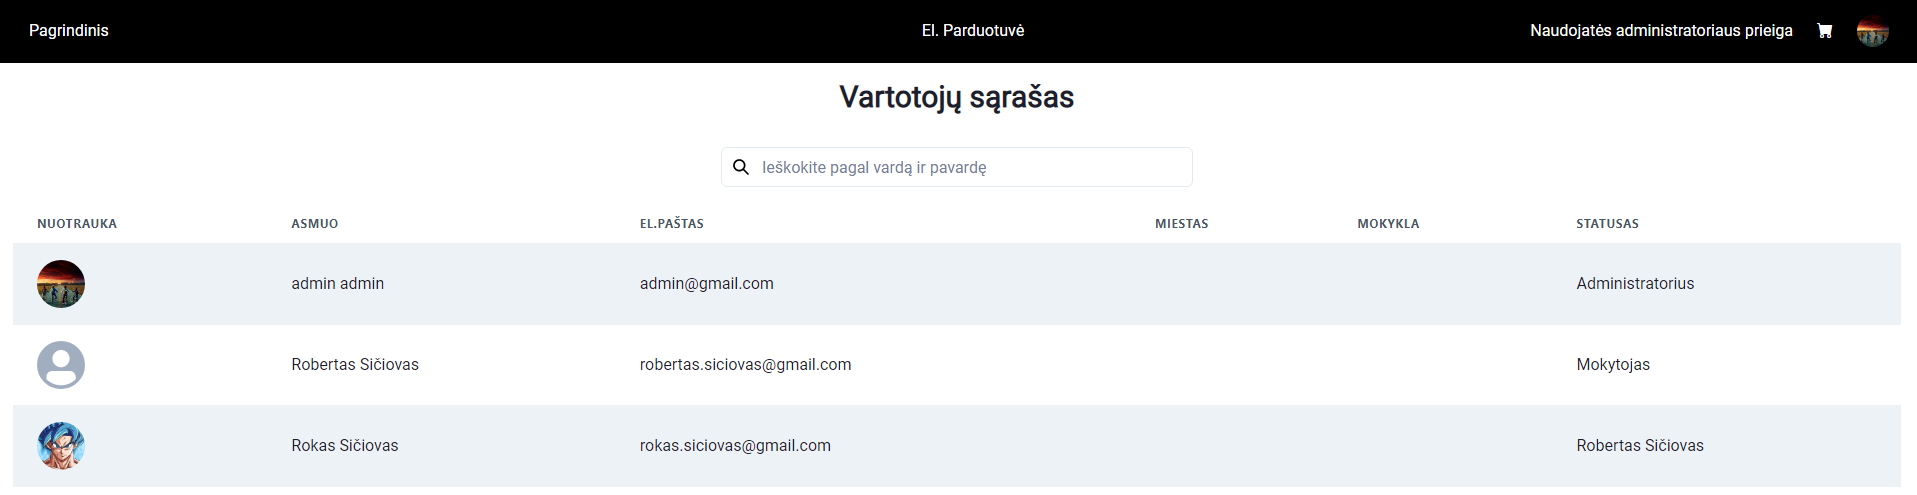 Pagrindinis El. Parduotuvė Naudojatės administratoriaus prieiga
Vartotojų sąrašas
Ieškokite pagal vardą ir pavardę
NUOTRAUKA ASMUO EL.PAŠTAS MIESTAS MOKYKLA STATUSAS
admin admin admin@gmail.com Administratorius
Robertas Sičiovas robertas.siciovas@gmail.com Mokytojas
Rokas Sičiovas rokas.siciovas@gmail.com Robertas Sičiovas